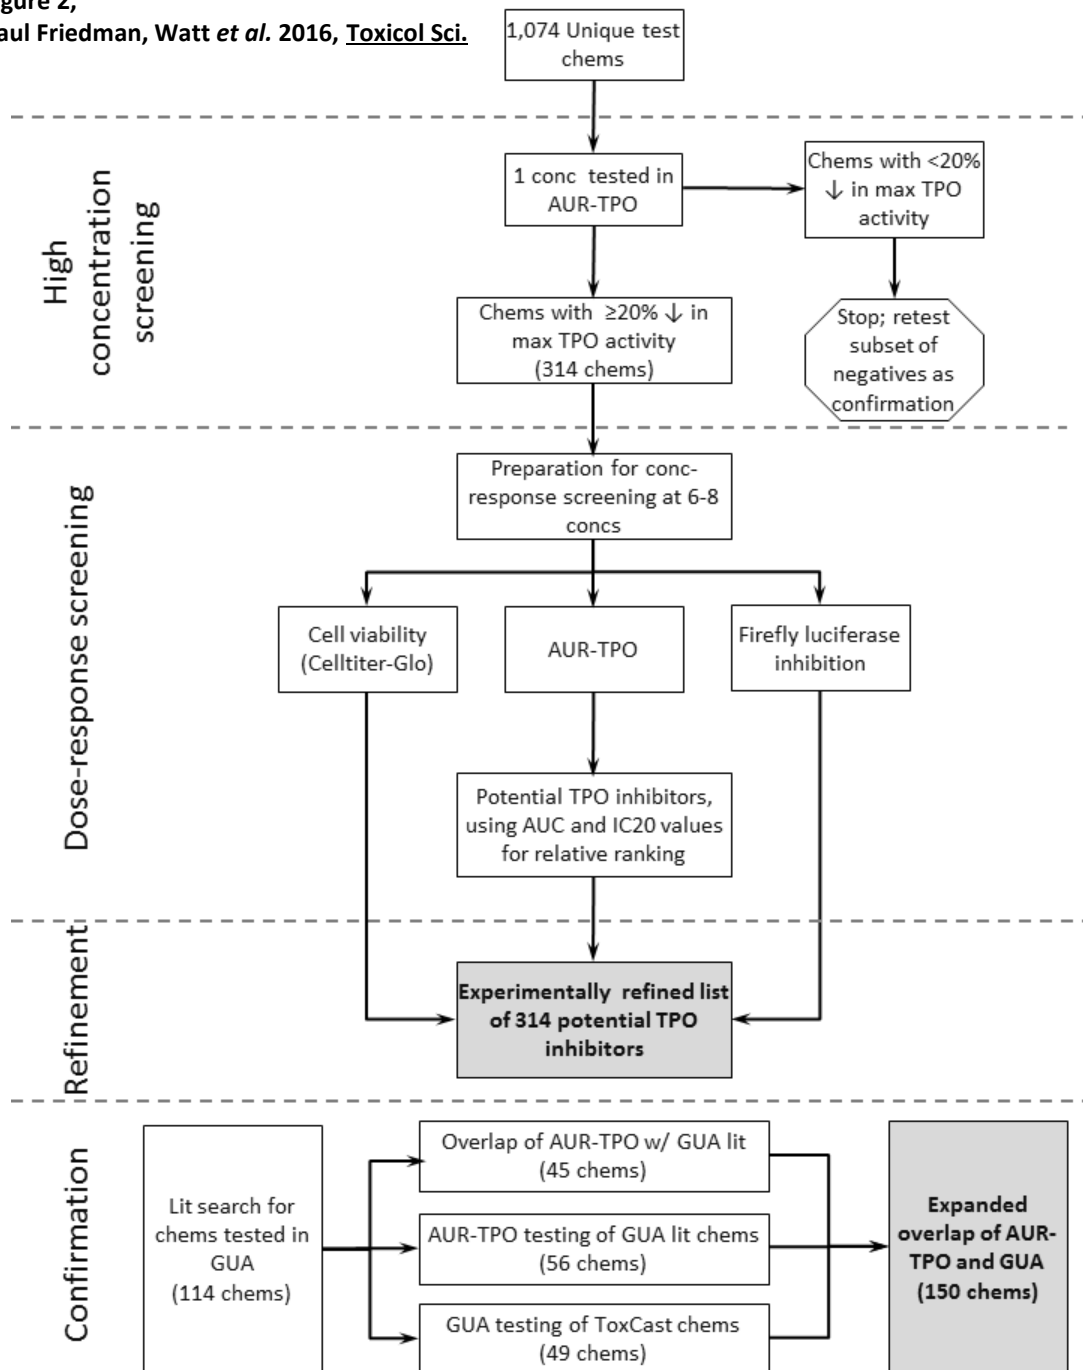 gure 2,
aul Friedman, Watt et al. 2016, Toxicol Sci.
1,074 Unique test
chems
High
concentration
screening
1 conc tested in
AUR-TPO
Chems with <20%
↓ in max TPO
activity
Chems with ≥20% ↓ in
max TPO activity
(314 chems)
Stop; retest
subset of
negatives as
confirmation
Dose-response screening
Preparation for conc-
response screening at 6-8
concs
Cell viability
(Celltiter-Glo)
AUR-TPO
Firefly luciferase
inhibition
Potential TPO inhibitors,
using AUC and IC20 values
for relative ranking
Refinement
Experimentally refined list
of 314 potential TPO
inhibitors
Confirmation
Lit search for
chems tested in
GUA
(114 chems)
Overlap of AUR-TPO w/ GUA lit
(45 chems)
AUR-TPO testing of GUA lit chems
(56 chems)
GUA testing of ToxCast chems
(49 chems)
Expanded
overlap of AUR-
TPO and GUA
(150 chems)